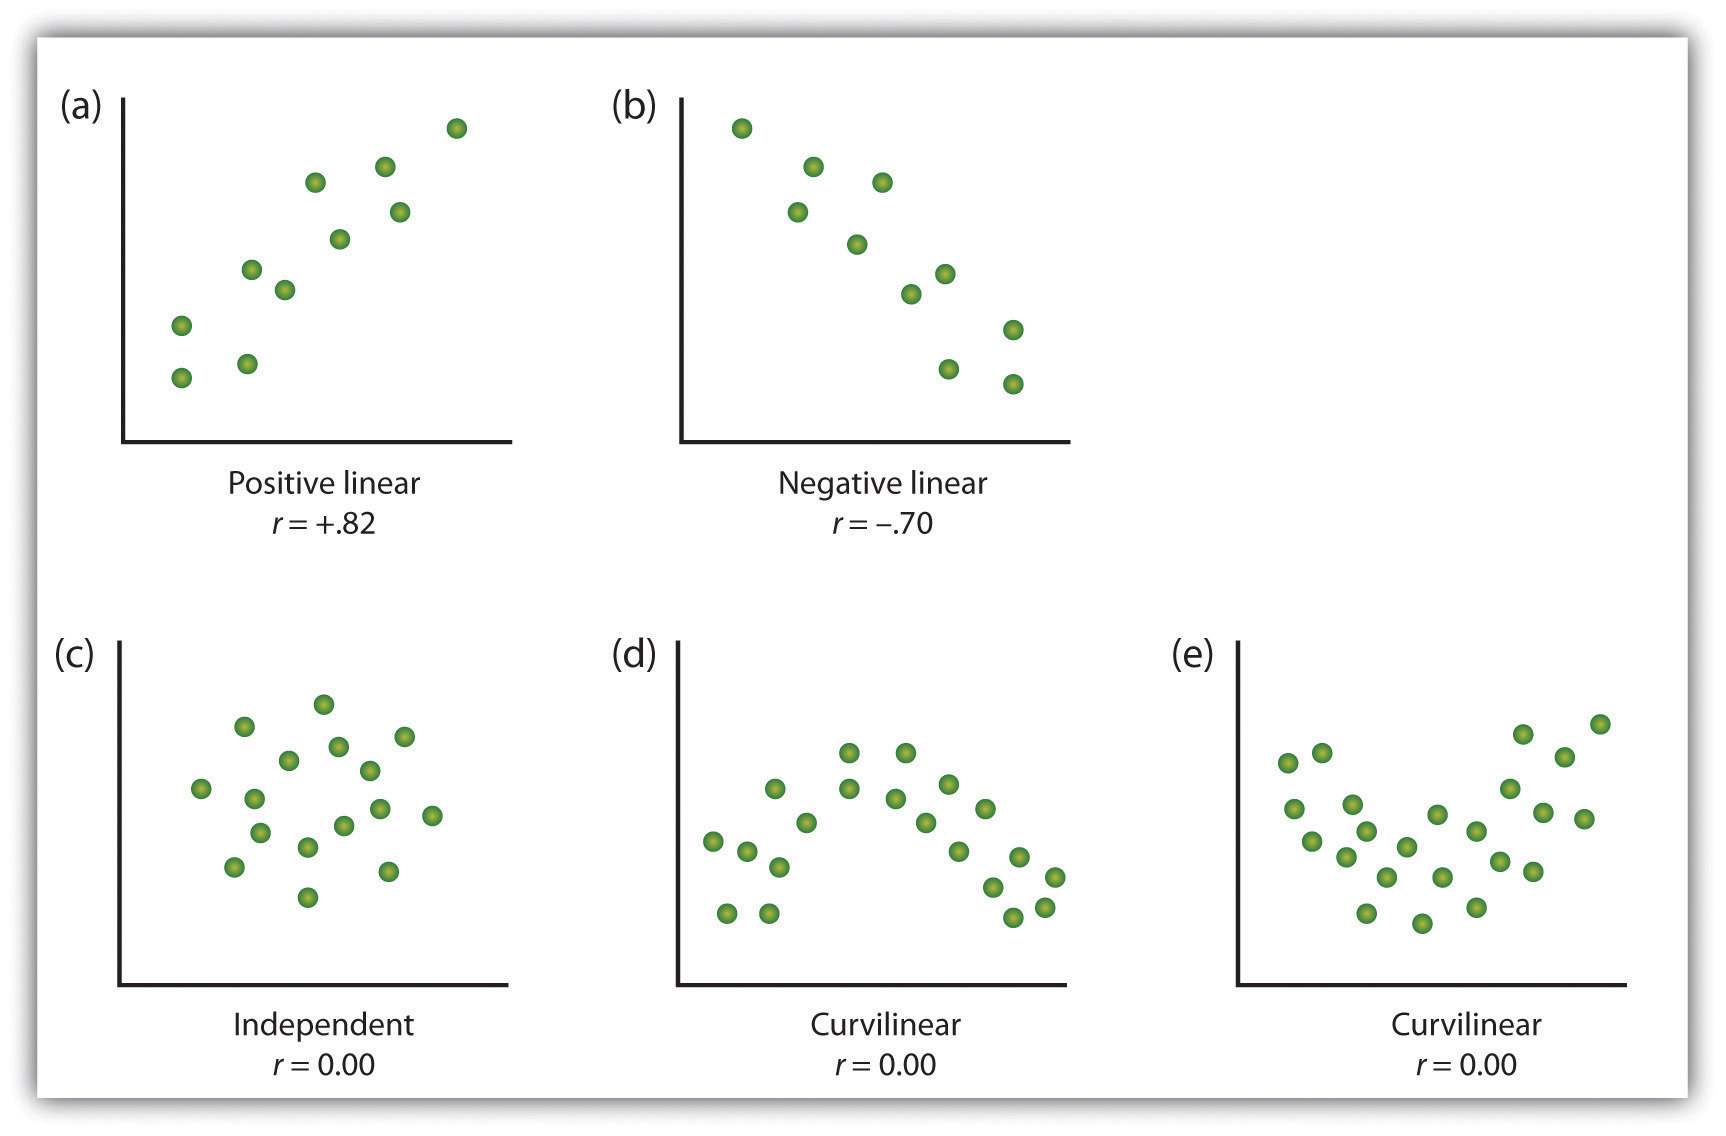 (a)
Positive linear
r = +.82
(b)
Negative linear
r = –.70
(c)
Independent
r = 0.00
(d)
Curvilinear
r = 0.00
(e)
Curvilinear
r = 0.00